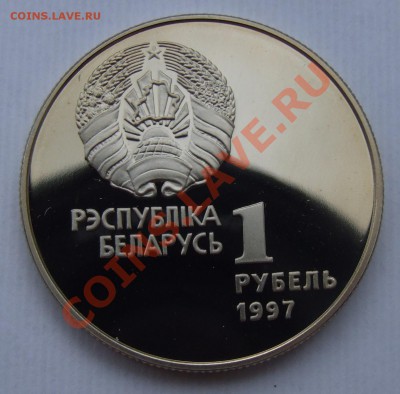 COINS.LAVE.RU
РЭСПУБЛІКА
БЕЛАРУСЬ
1
РУБЕЛЬ
1997
COINS.LAVE.RU